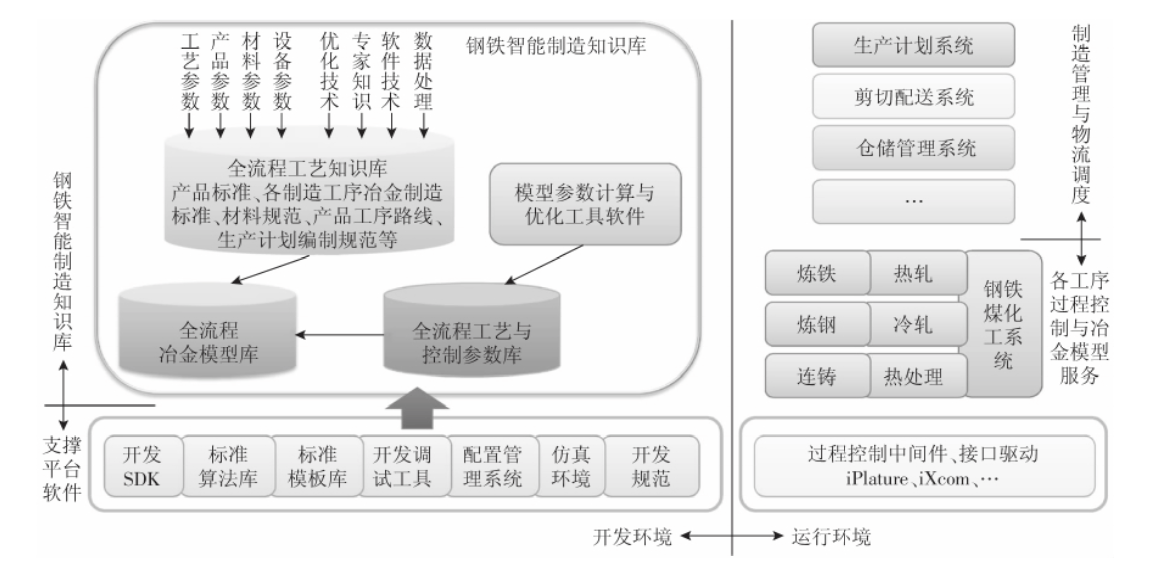 钢铁智能制造知识库
工艺参数
产品参数
材料参数
设备参数
优化技术
专家知识
软件技术
数据处理
全流程工艺知识库
产品标准、各制造工序冶金制造
标准、材料规范、产品工序路线、
生产计划编制规范等
模型参数计算与
优化工具软件
全流程
冶金模型库
全流程工艺与
控制参数库
钢铁智能制造知识库
支撑
平台
软件
开发
SDK
标准
算法库
标准
模板库
开发调
试工具
配置管
理系统
仿真
环境
开发
规范
开发环境
运行环境
生产计划系统
剪切配送系统
仓储管理系统
…
制造管理与物流调度
炼铁
热轧
炼钢
冷轧
连铸
热处理
钢铁
煤化
工系
统
各工序
过程控
制与冶
金模型
服务
过程控制中间件、接口驱动
iPlature、iXcom、…